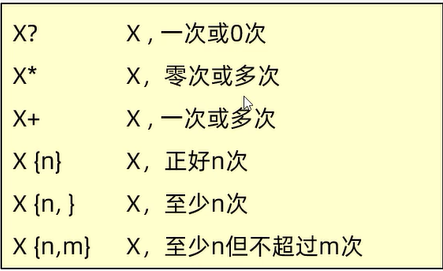 X? X , 一次或0次
X* X，零次或多次
X+ X , 一次或多次
X {n} X，正好n次
X {n, } X，至少n次
X {n,m} X，至少n但不超过m次